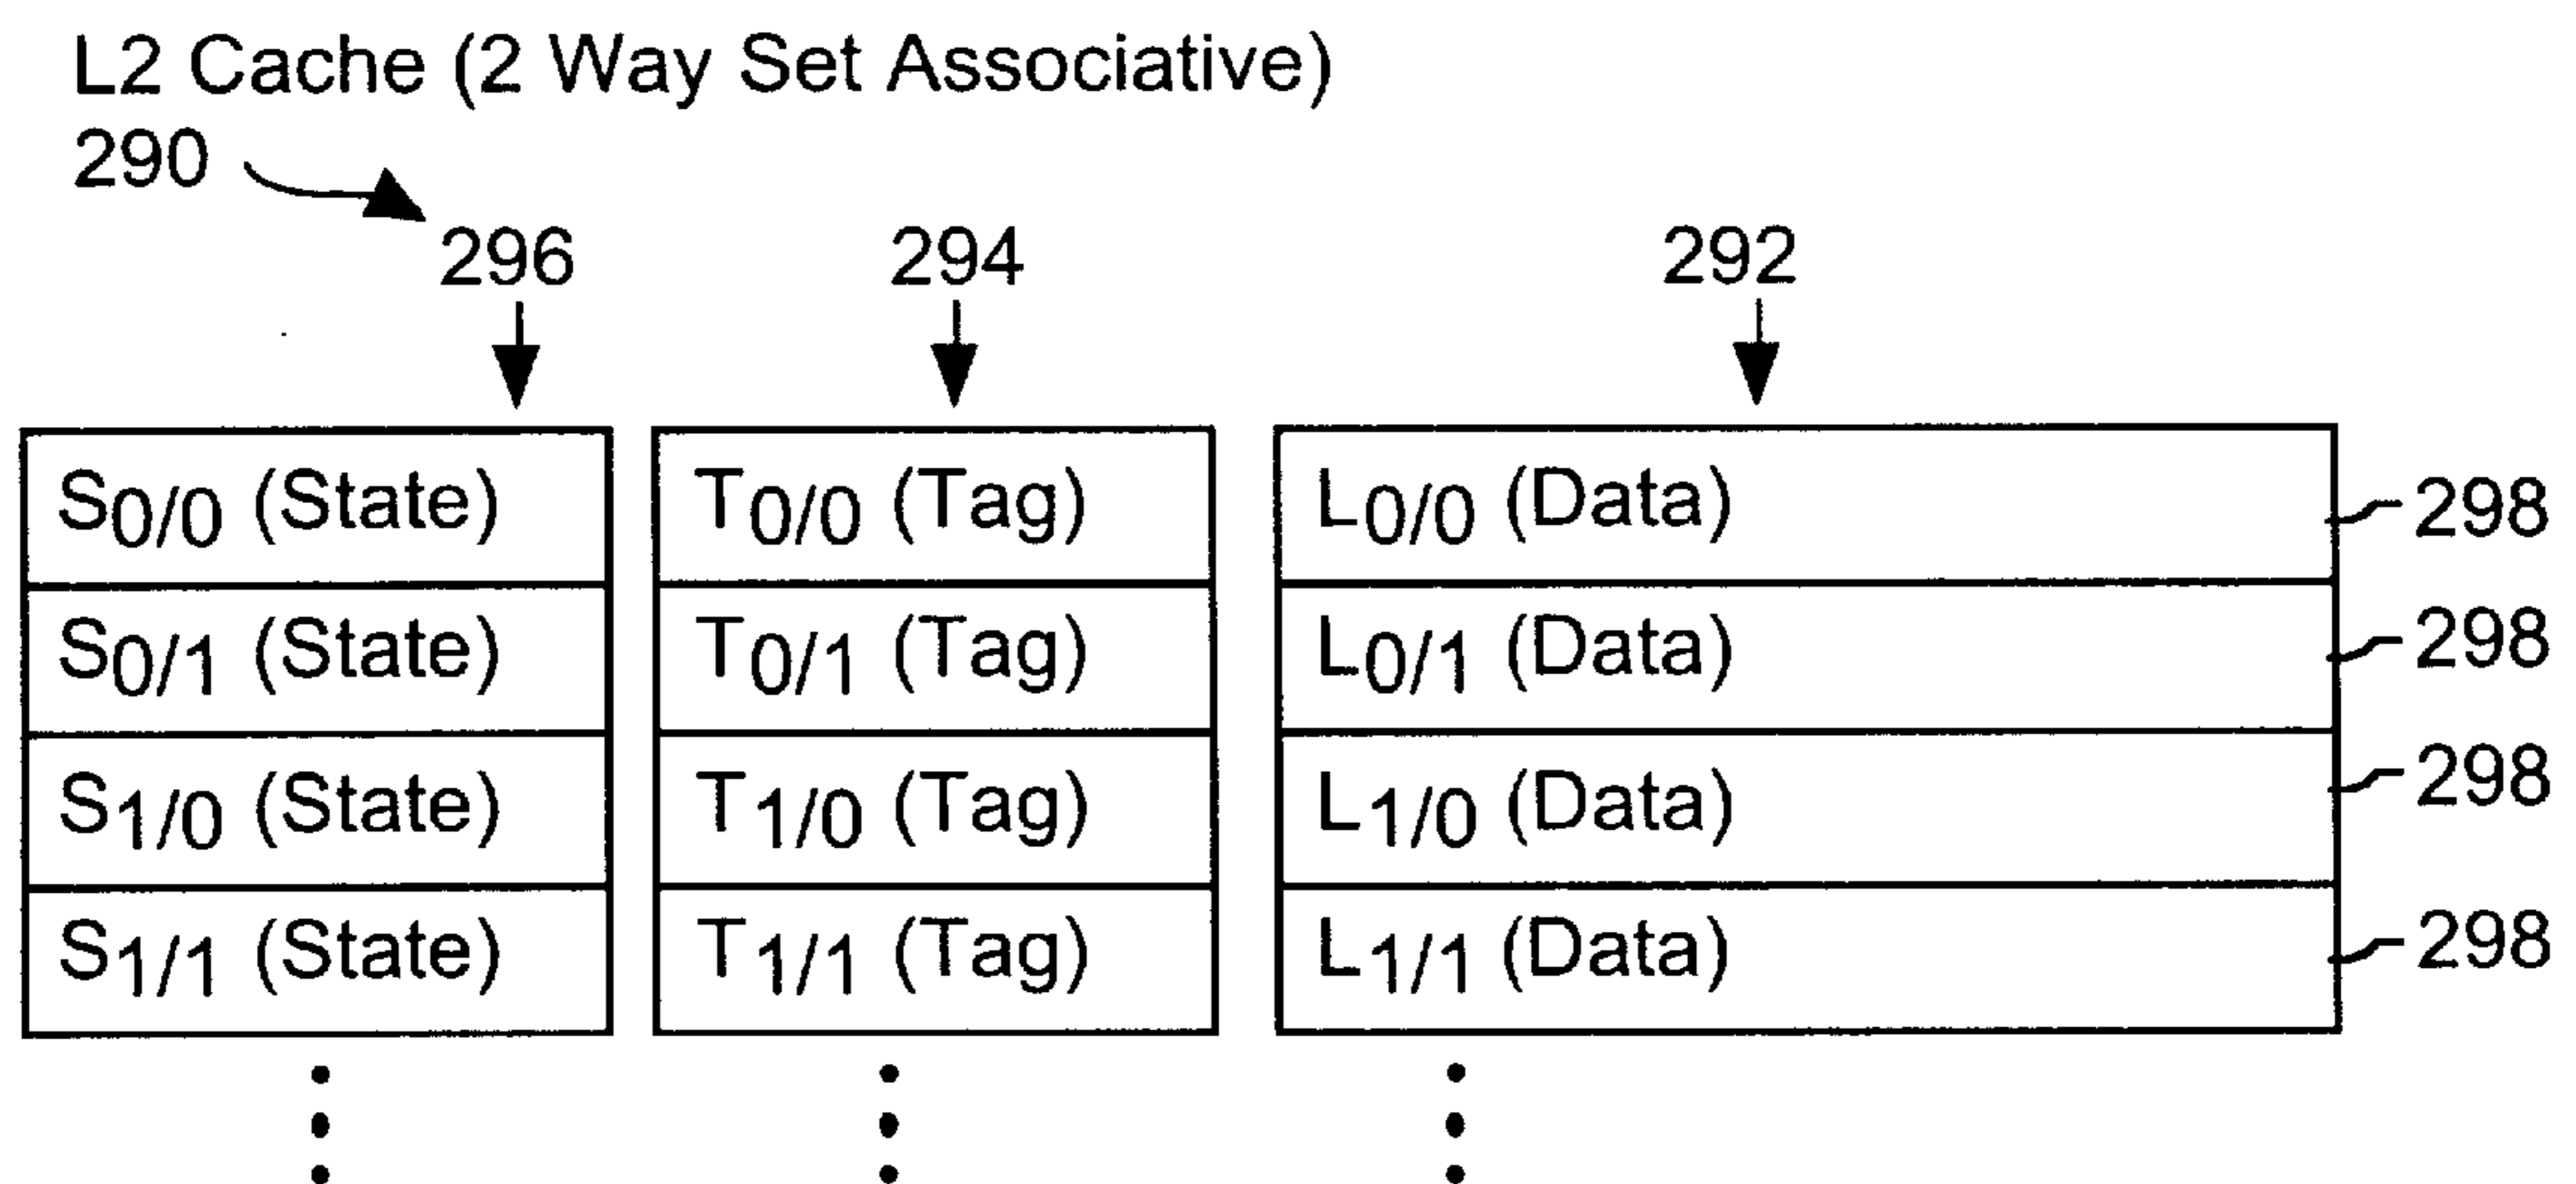 L2 Cache (2 Way Set Associative)
290
296 294 292
S0/0 (State) T0/0 (Tag) L0/0 (Data) 298
S0/1 (State) T0/1 (Tag) L0/1 (Data) 298
S1/0 (State) T1/0 (Tag) L1/0 (Data) 298
S1/1 (State) T1/1 (Tag) L1/1 (Data) 298